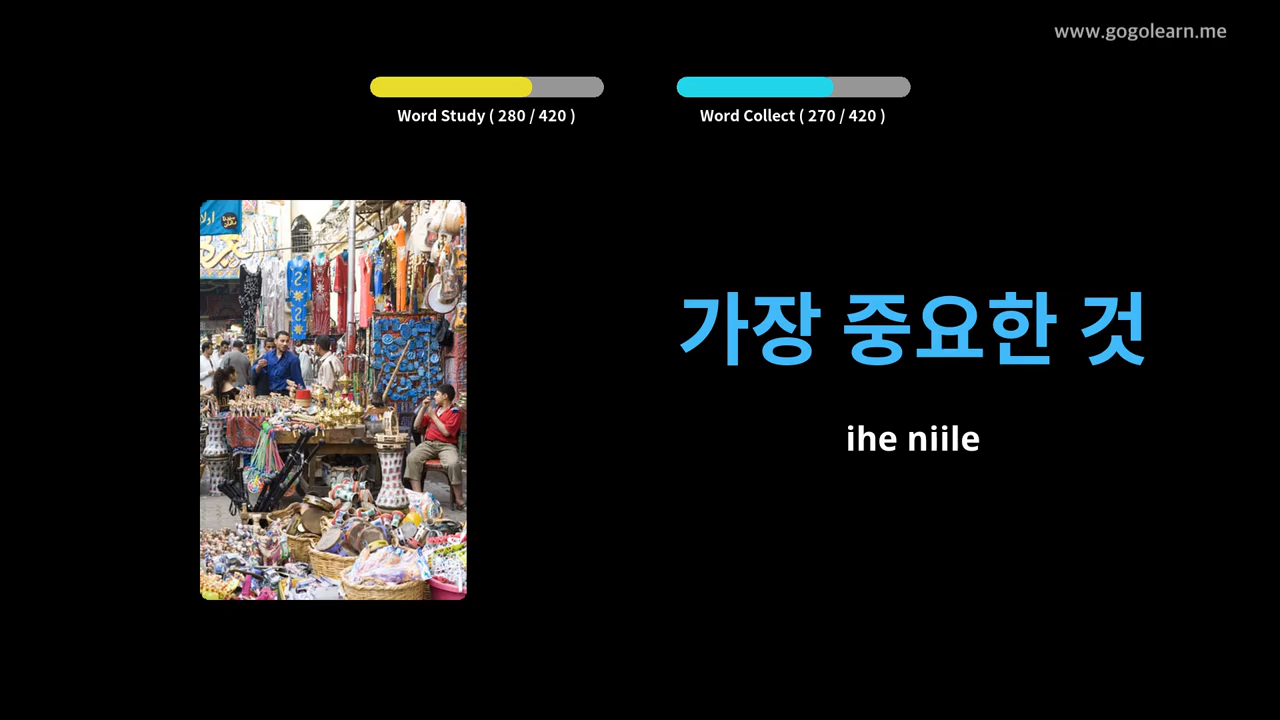 www.gogolearn.me
Word Study ( 280 / 420 )
Word Collect ( 270 / 420 )
가장 중요한 것
ihe niile